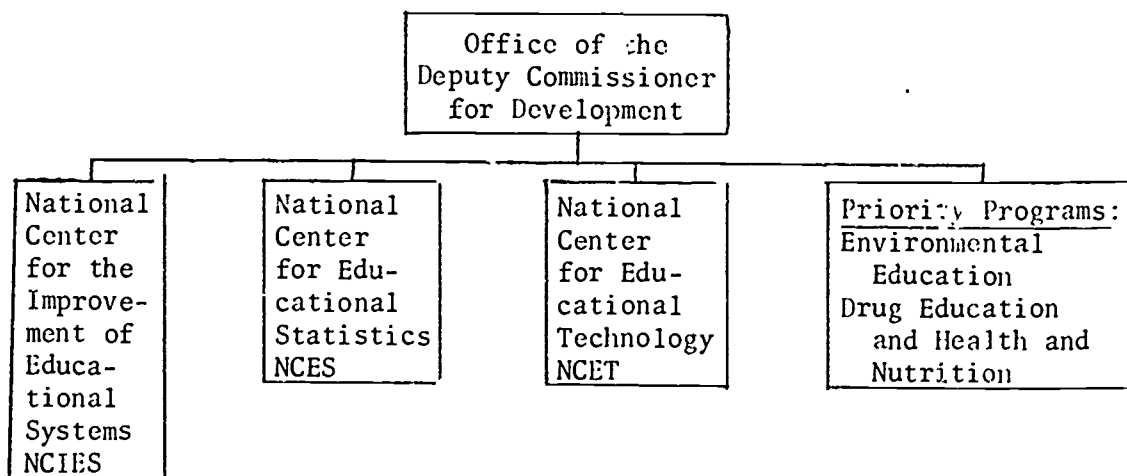 Office of the
Deputy Commissioner
for Development
National
Center
for the
Improve-
ment of
Educa-
tional
Systems
NCIES
National
Center
for Edu-
cational
Statistics
NCES
National
Center
for Edu-
cational
Technology
NCET
Priority Programs:
Environmental
Education
Drug Education
and Health and
Nutrition